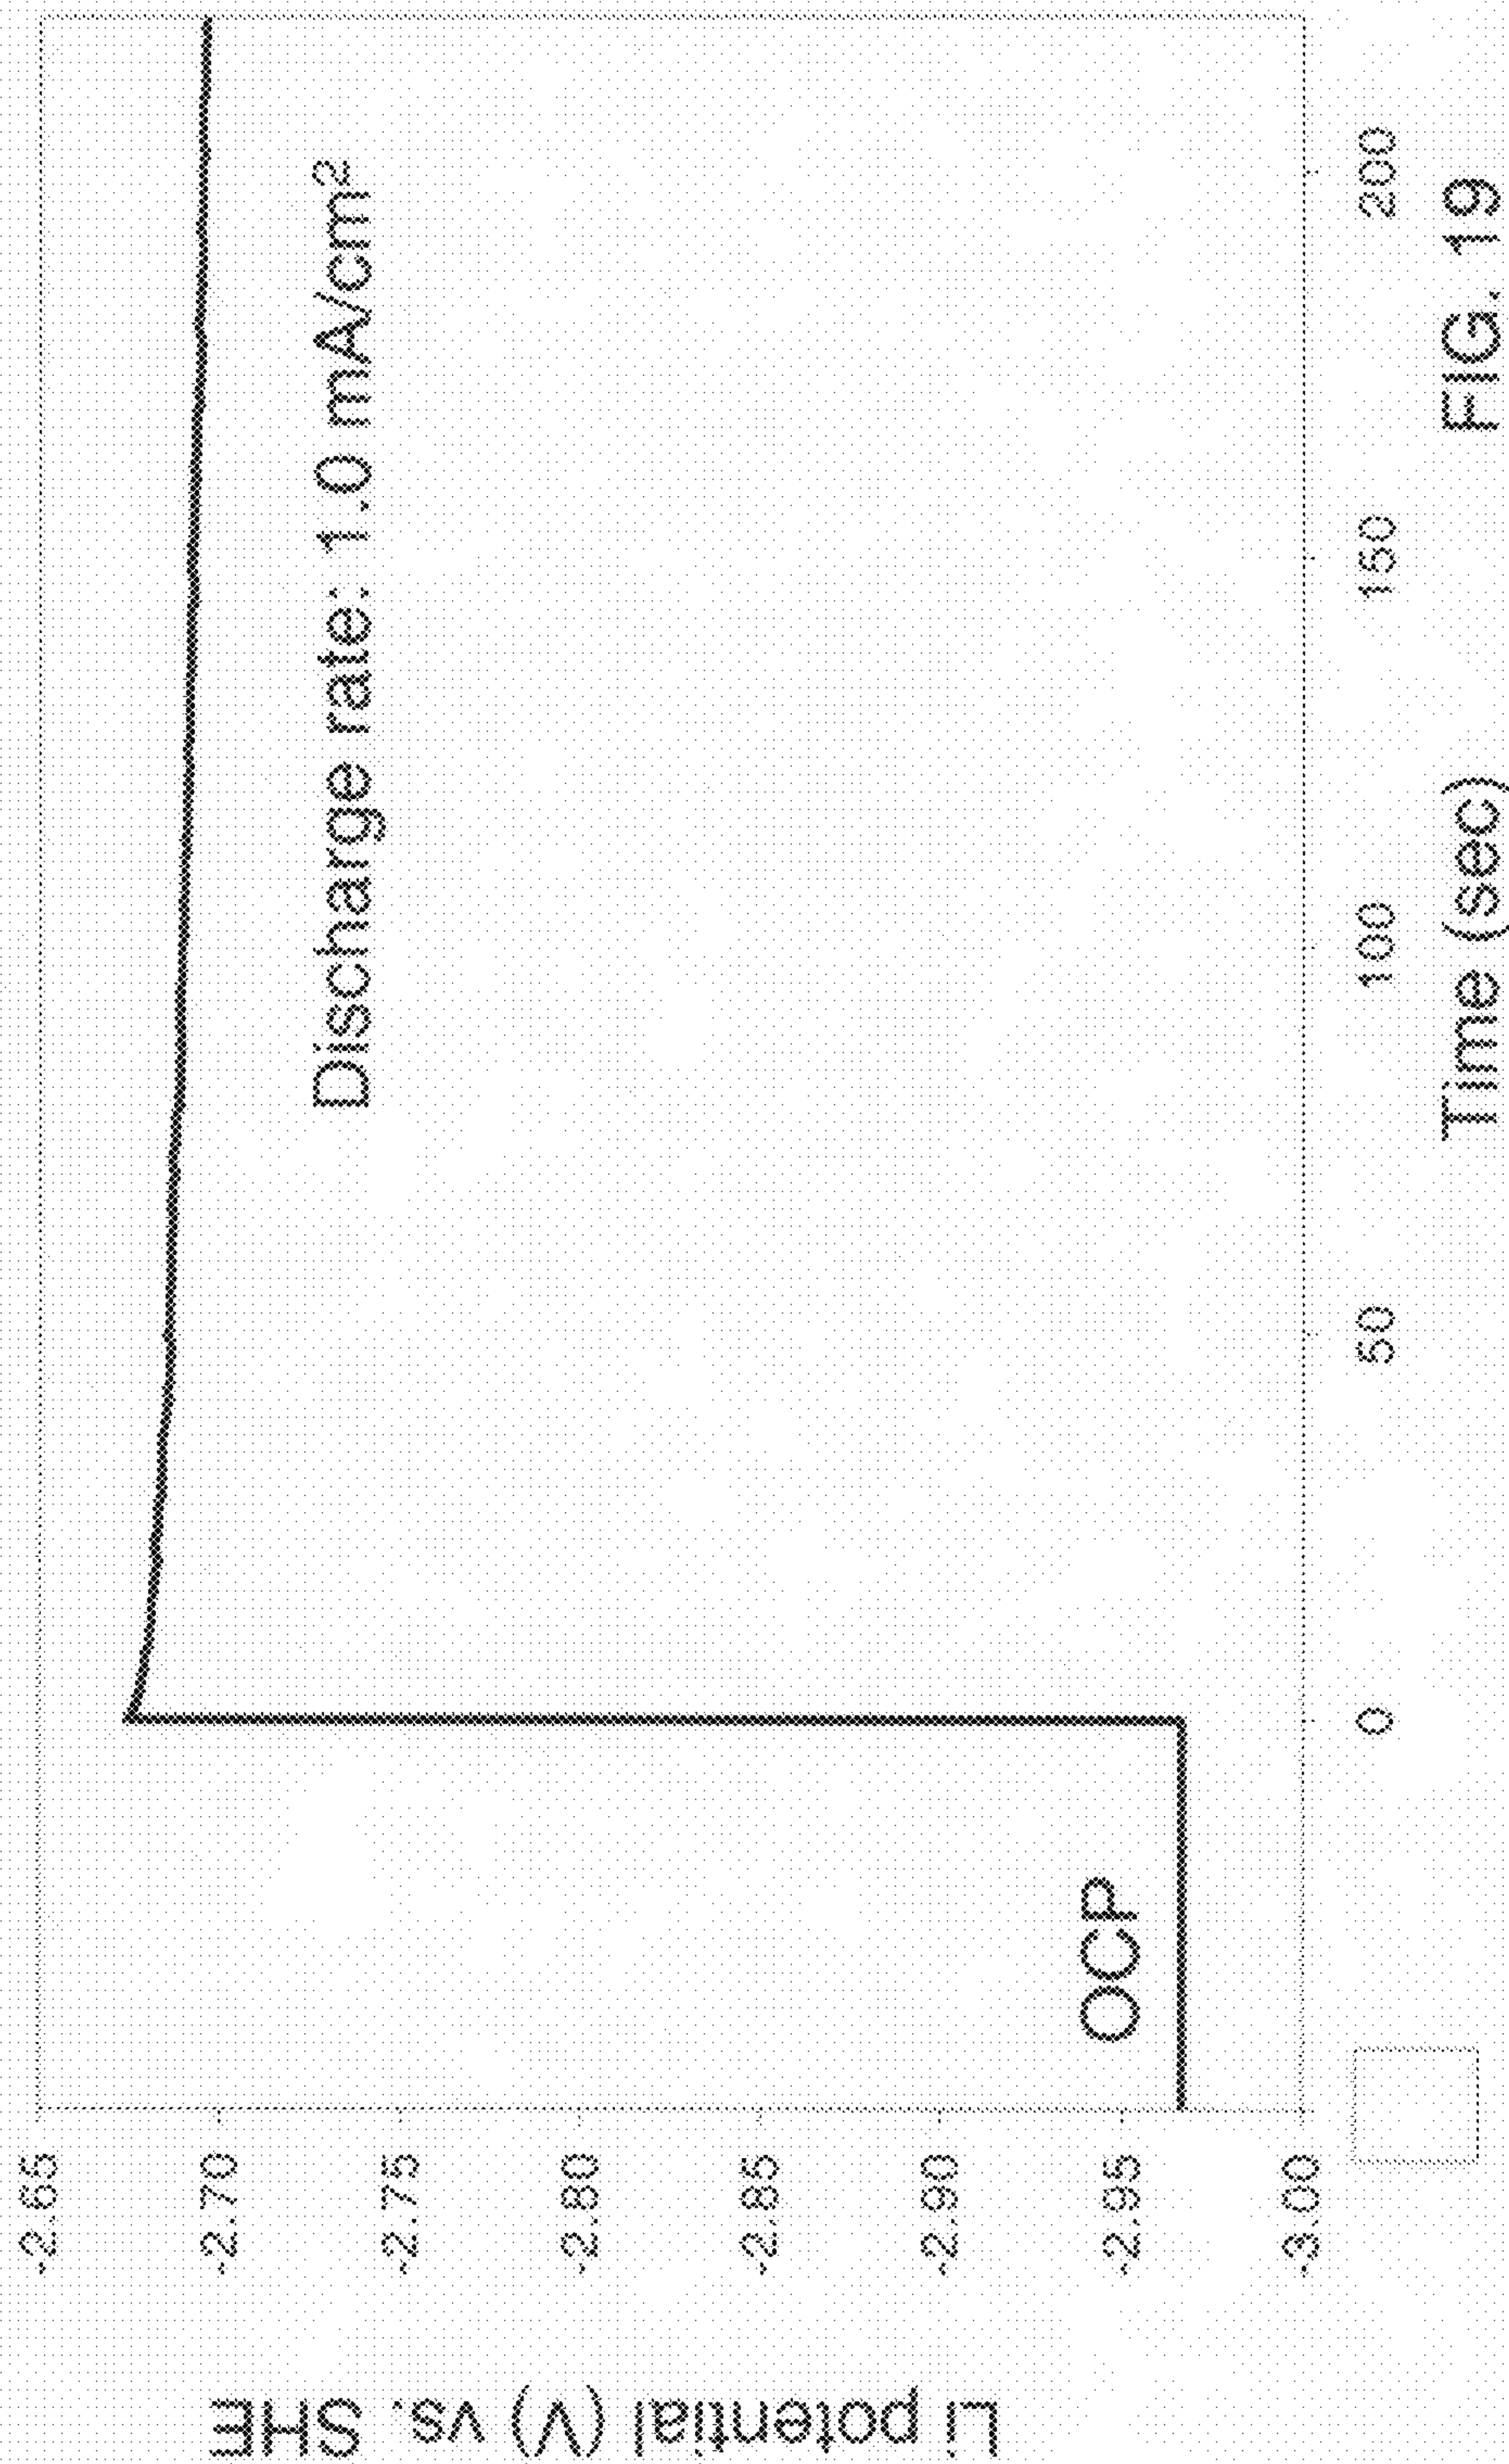 Li potential (V) vs. SHE
-2.65
-2.70
-2.75
-2.80
-2.85
-2.90
-2.95
-3.00
Discharge rate: 1.0 mA/cm²
OCP
0
50
100
150
200
Time (sec)
FIG. 19